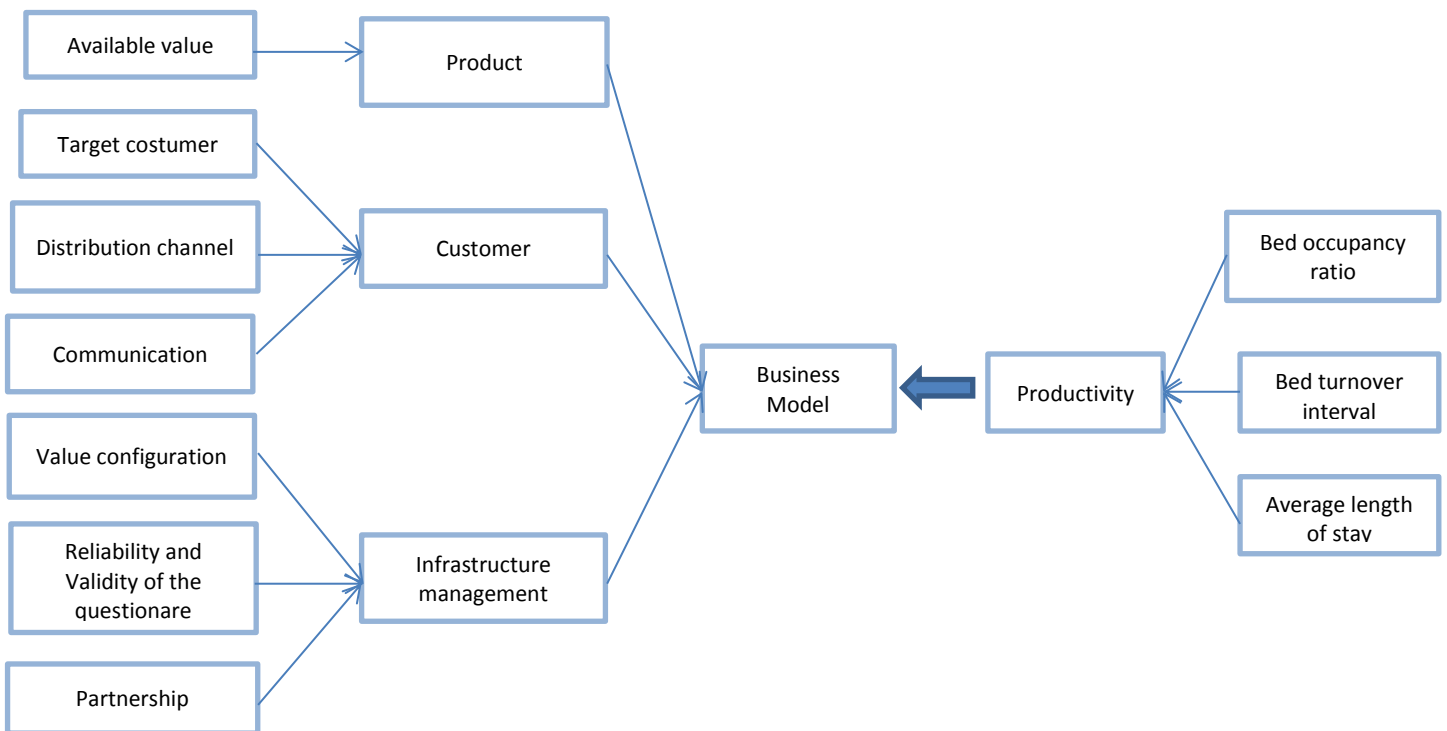 Available value
Product
Target costumer
Distribution channel
Customer
Communication
Value configuration
Reliability and
Validity of the
questionare
Infrastructure
management
Partnership
Business
Model
Productivity
Bed occupancy
ratio
Bed turnover
interval
Average length
of stay